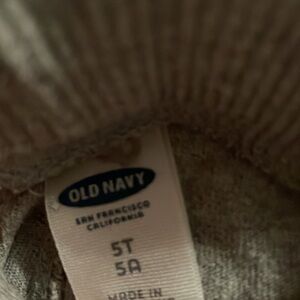 OLD NAVY
SAN FRANCISCO
CALIFORNIA
5T
5A
MADE IN